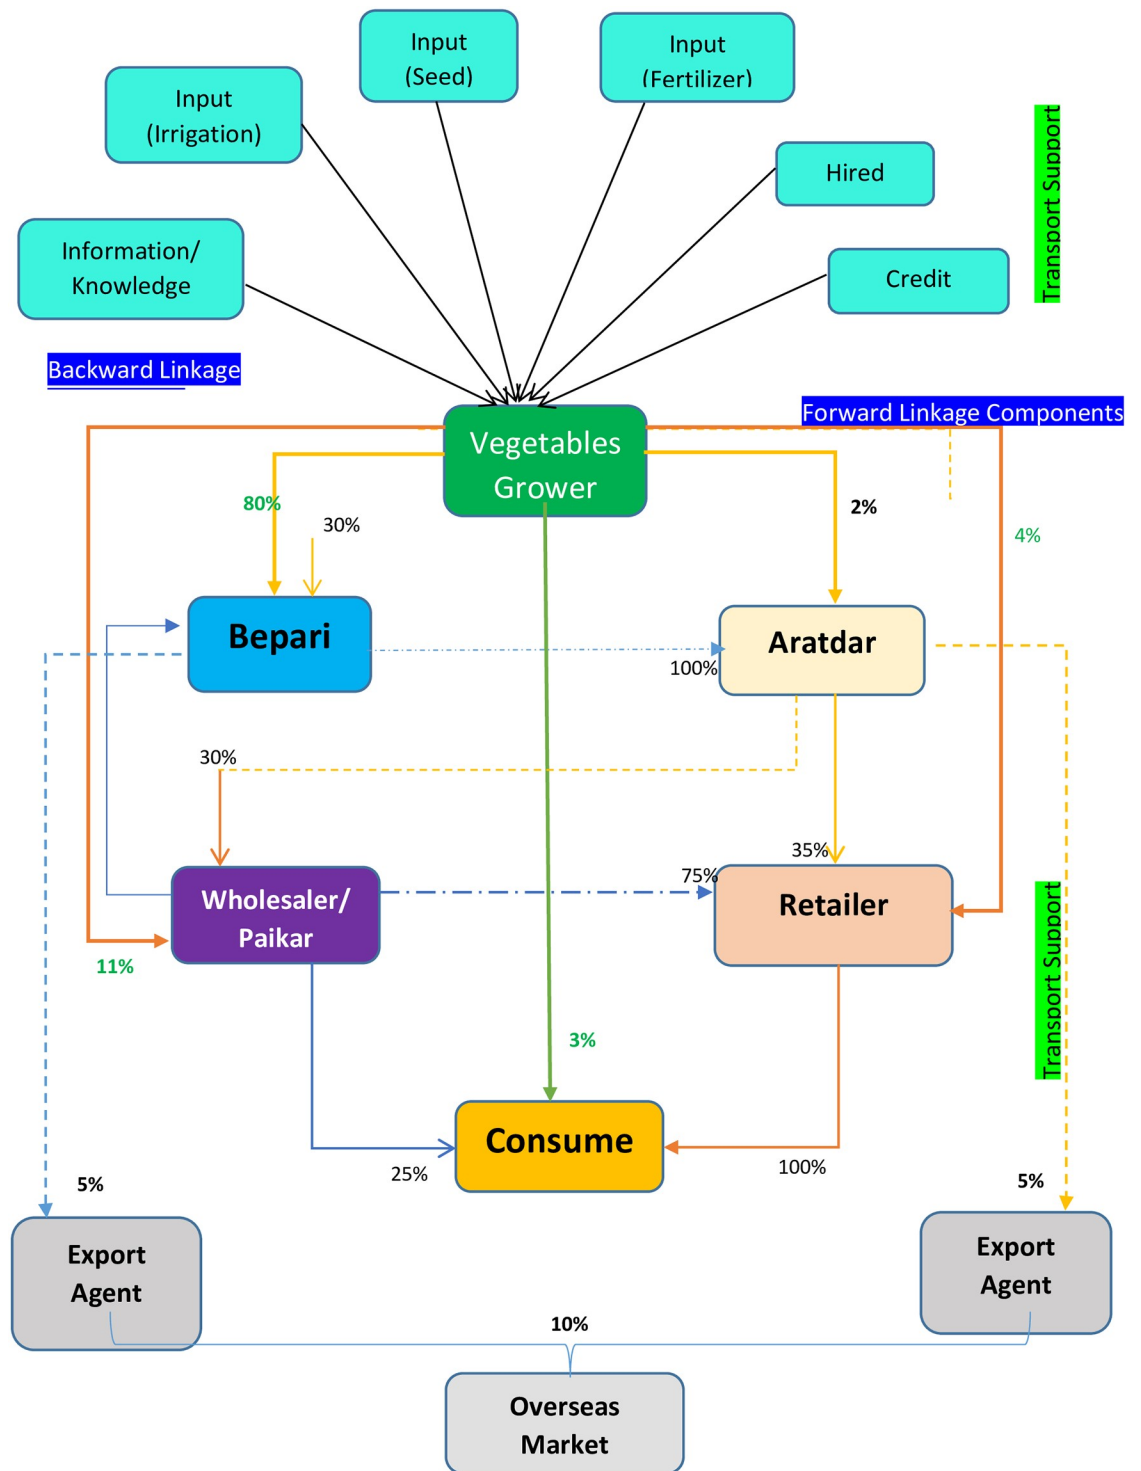 Input
(Seed)
Input
(Fertilizer)
Input
(Irrigation)
Hired
Transport Support
Information/
Knowledge
Credit
Backward Linkage
Forward Linkage Components
Vegetables
Grower
80%
30%
2%
4%
Bepari
Aratdar
100%
30%
35%
75%
Wholesaler/
Paikar
Retailer
11%
Transport Support
3%
Consume
25%
100%
5%
5%
Export
Agent
Export
Agent
10%
Overseas
Market